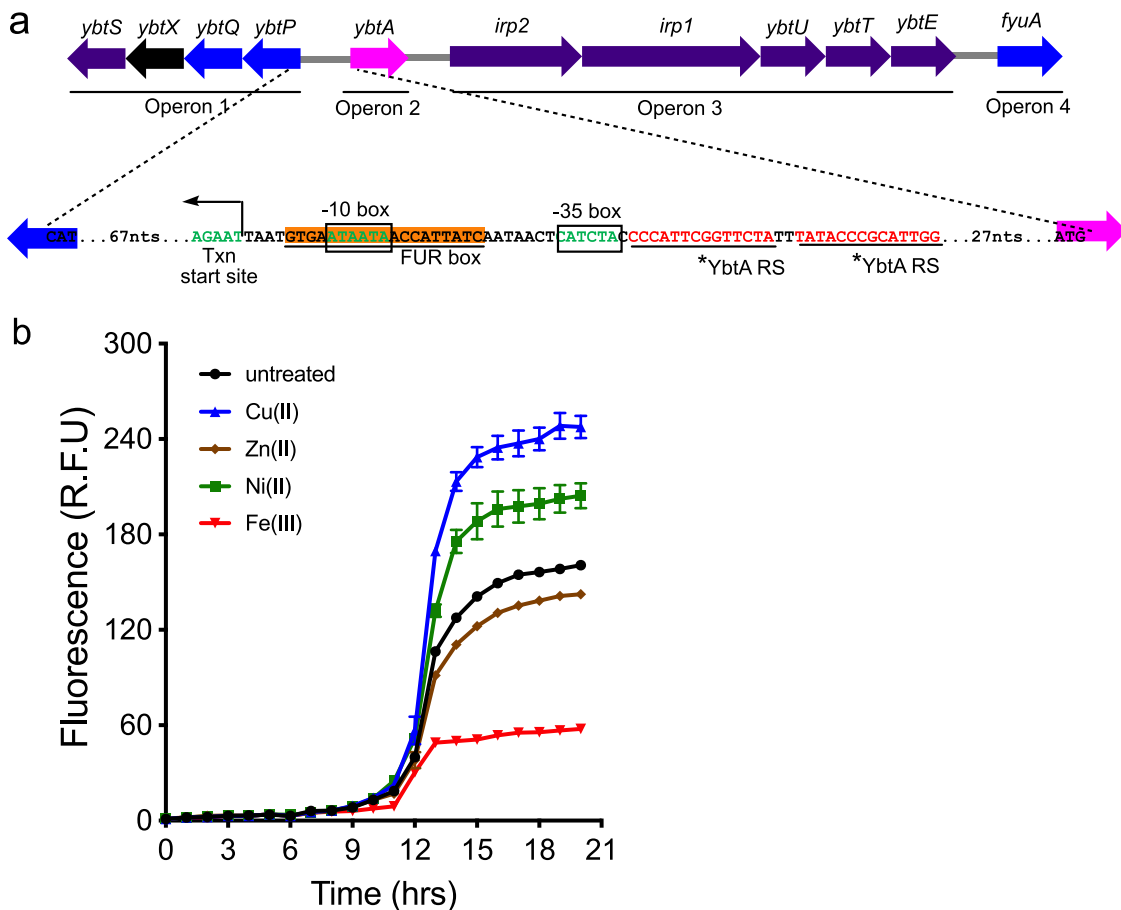 a
ybtS ybtX ybtQ ybtP ybtA irp2 irp1 ybtU ybtT ybtE fyuA
Operon 1 Operon 2 Operon 3 Operon 4
-10 box -35 box
CAT...67nts...AGAATTAATGTGAATAATAACCATTATCAATAACTCATCTACCCCATTCGGTTCTATTTATACCCGCATTGG...27nts...ATG
Txn start site FUR box *YbtA RS *YbtA RS
b
300
240
180
120
60
0
Fluorescence (R.F.U)
untreated
Cu(II)
Zn(II)
Ni(II)
Fe(III)
0 3 6 9 12 15 18 21
Time (hrs)